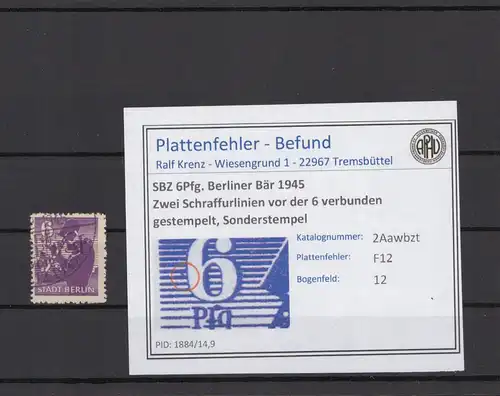 Plattenfehler - Befund
Ralf Krenz - Wiesengrund 1 - 22967 Tremsbüttel
SBZ 6Pfg. Berliner Bär 1945
Zwei Schraffurlinien vor der 6 verbunden
gestempelt, Sonderstempel
Katalognummer: 2Aawbzt
Plattenfehler: F12
Bogenfeld: 12
6
Pfg
PID: 1884/14,9
6
STADT BERLIN